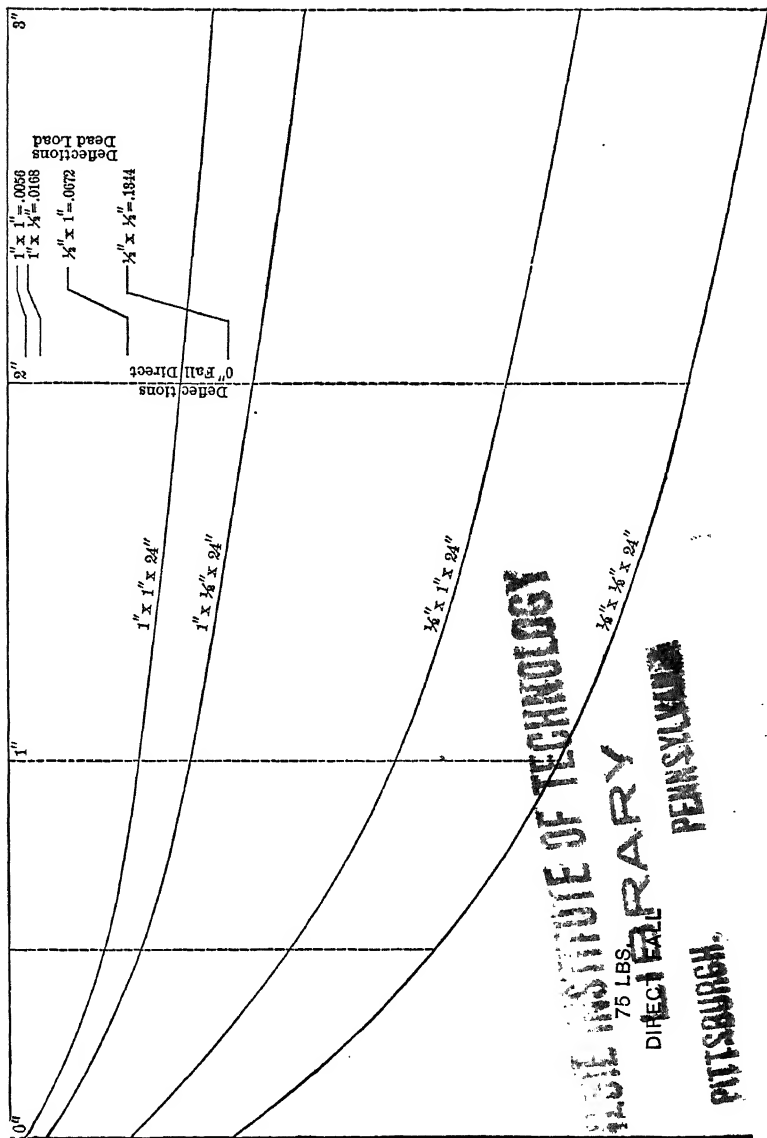 0"
1"
2"
3"
Deflections
Dead Load
1" x 1" = .0056
1" x ½" = .0168
½" x 1" = .0672
½" x ½" = .1344
Deflections
0" Fall Direct
1" x 1" x 24"
1" x ½" x 24"
½" x 1" x 24"
½" x ½" x 24"
75 LBS.
DIRECT FALL
INSTITUTE OF TECHNOLOGY
LIBRARY
PITTSBURGH, PENNSYLVANIA